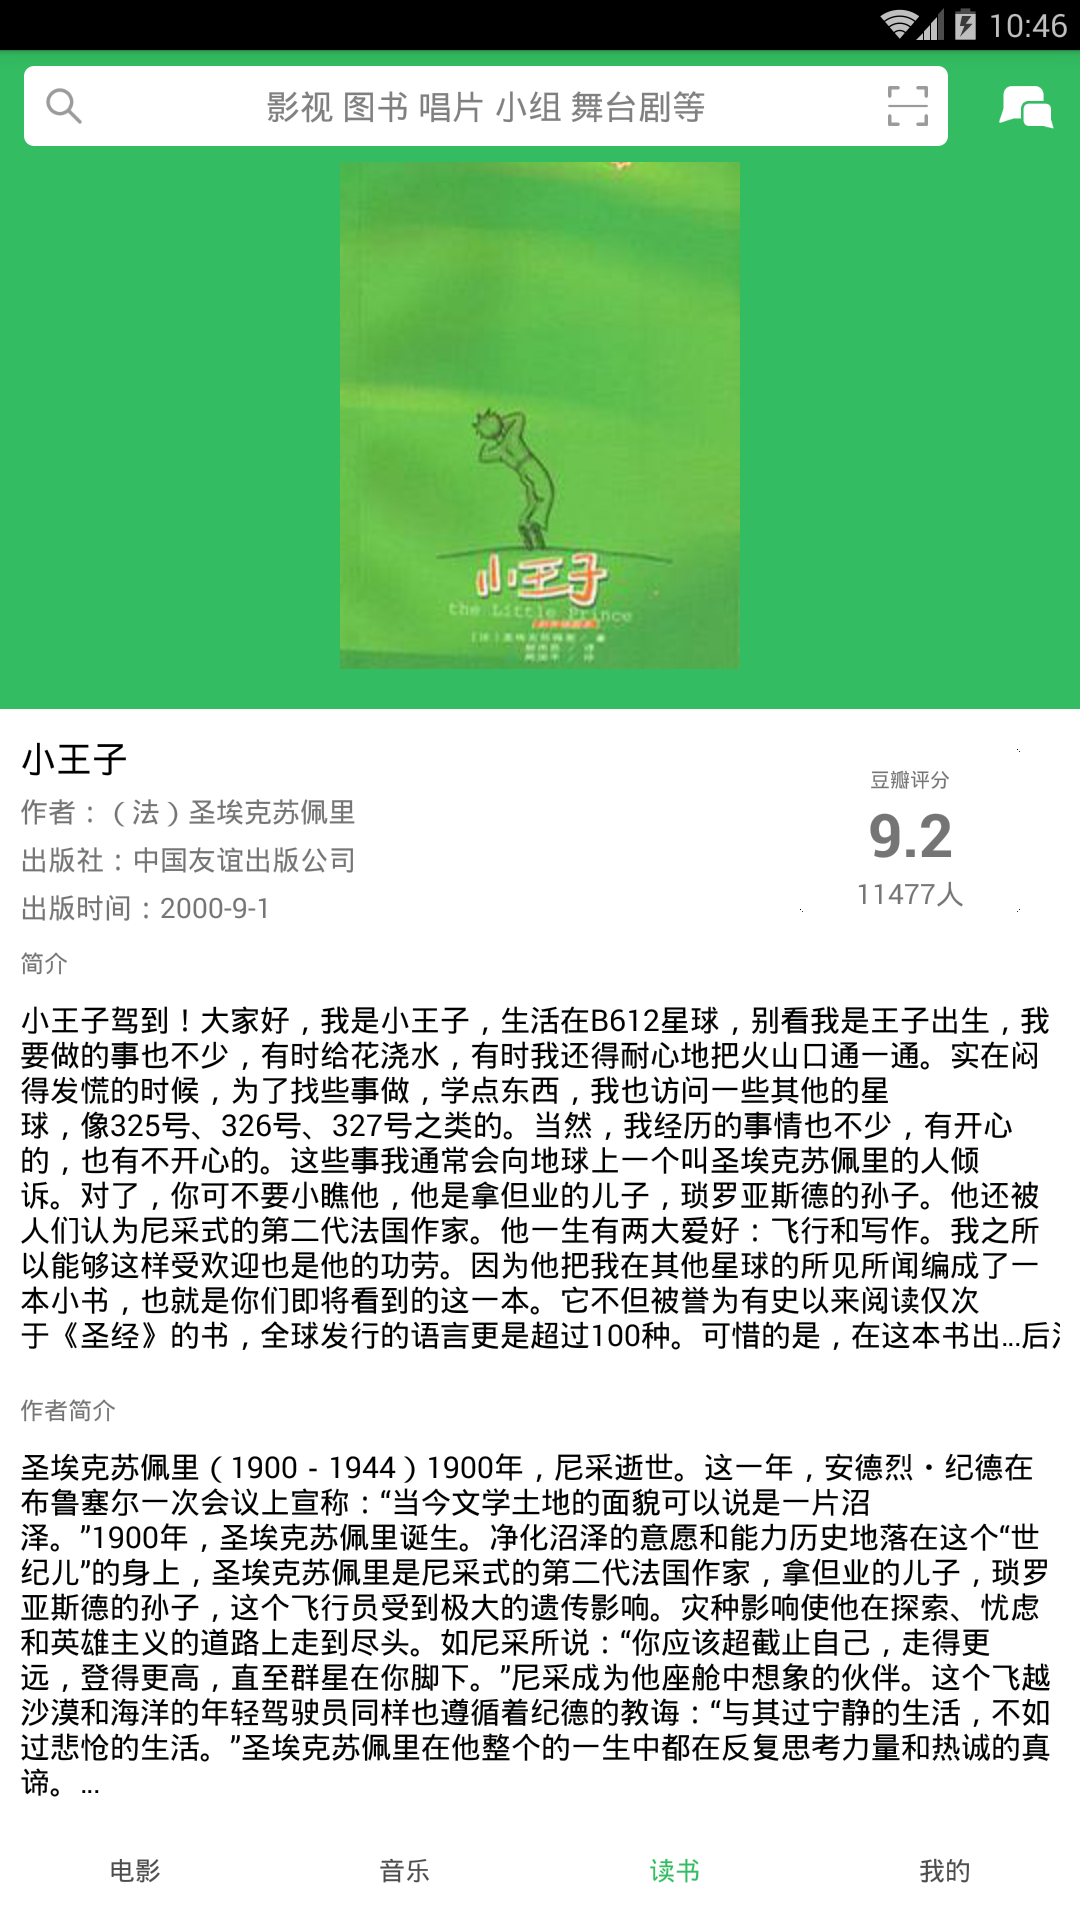 10:46
影视 图书 唱片 小组 舞台剧等
小王子
the Little Prince
小王子
作者：（法）圣埃克苏佩里
出版社：中国友谊出版公司
出版时间：2000-9-1
豆瓣评分
9.2
11477人
简介
小王子驾到！大家好，我是小王子，生活在B612星球，别看我是王子出生，我
要做的事也不少，有时给花浇水，有时我还得耐心地把火山口通一通。实在闷
得发慌的时候，为了找些事做，学点东西，我也访问一些其他的星
球，像325号、326号、327号之类的。当然，我经历的事情也不少，有开心
的，也有不开心的。这些事我通常会向地球上一个叫圣埃克苏佩里的人倾
诉。对了，你可不要小瞧他，他是拿但业的儿子，琐罗亚斯德的孙子。他还被
人们认为尼采式的第二代法国作家。他一生有两大爱好：飞行和写作。我之所
以能够这样受欢迎也是他的功劳。因为他把我在其他星球的所见所闻编成了一
本小书，也就是你们即将看到的这一本。它不但被誉为有史以来阅读仅次
于《圣经》的书，全球发行的语言更是超过100种。可惜的是，在这本书出...后
作者简介
圣埃克苏佩里（1900 - 1944）1900年，尼采逝世。这一年，安德烈・纪德在
布鲁塞尔一次会议上宣称：“当今文学土地的面貌可以说是一片沼
泽。”1900年，圣埃克苏佩里诞生。净化沼泽的意愿和能力历史地落在这个“世
纪儿”的身上，圣埃克苏佩里是尼采式的第二代法国作家，拿但业的儿子，琐罗
亚斯德的孙子，这个飞行员受到极大的遗传影响。灾种影响使他在探索、忧虑
和英雄主义的道路上走到尽头。如尼采所说：“你应该超截止自己，走得更
远，登得更高，直至群星在你脚下。”尼采成为他座舱中想象的伙伴。这个飞越
沙漠和海洋的年轻驾驶员同样也遵循着纪德的教诲：“与其过宁静的生活，不如
过悲怆的生活。”圣埃克苏佩里在他整个的一生中都在反复思考力量和热诚的真
谛。...
电影
音乐
读书
我的